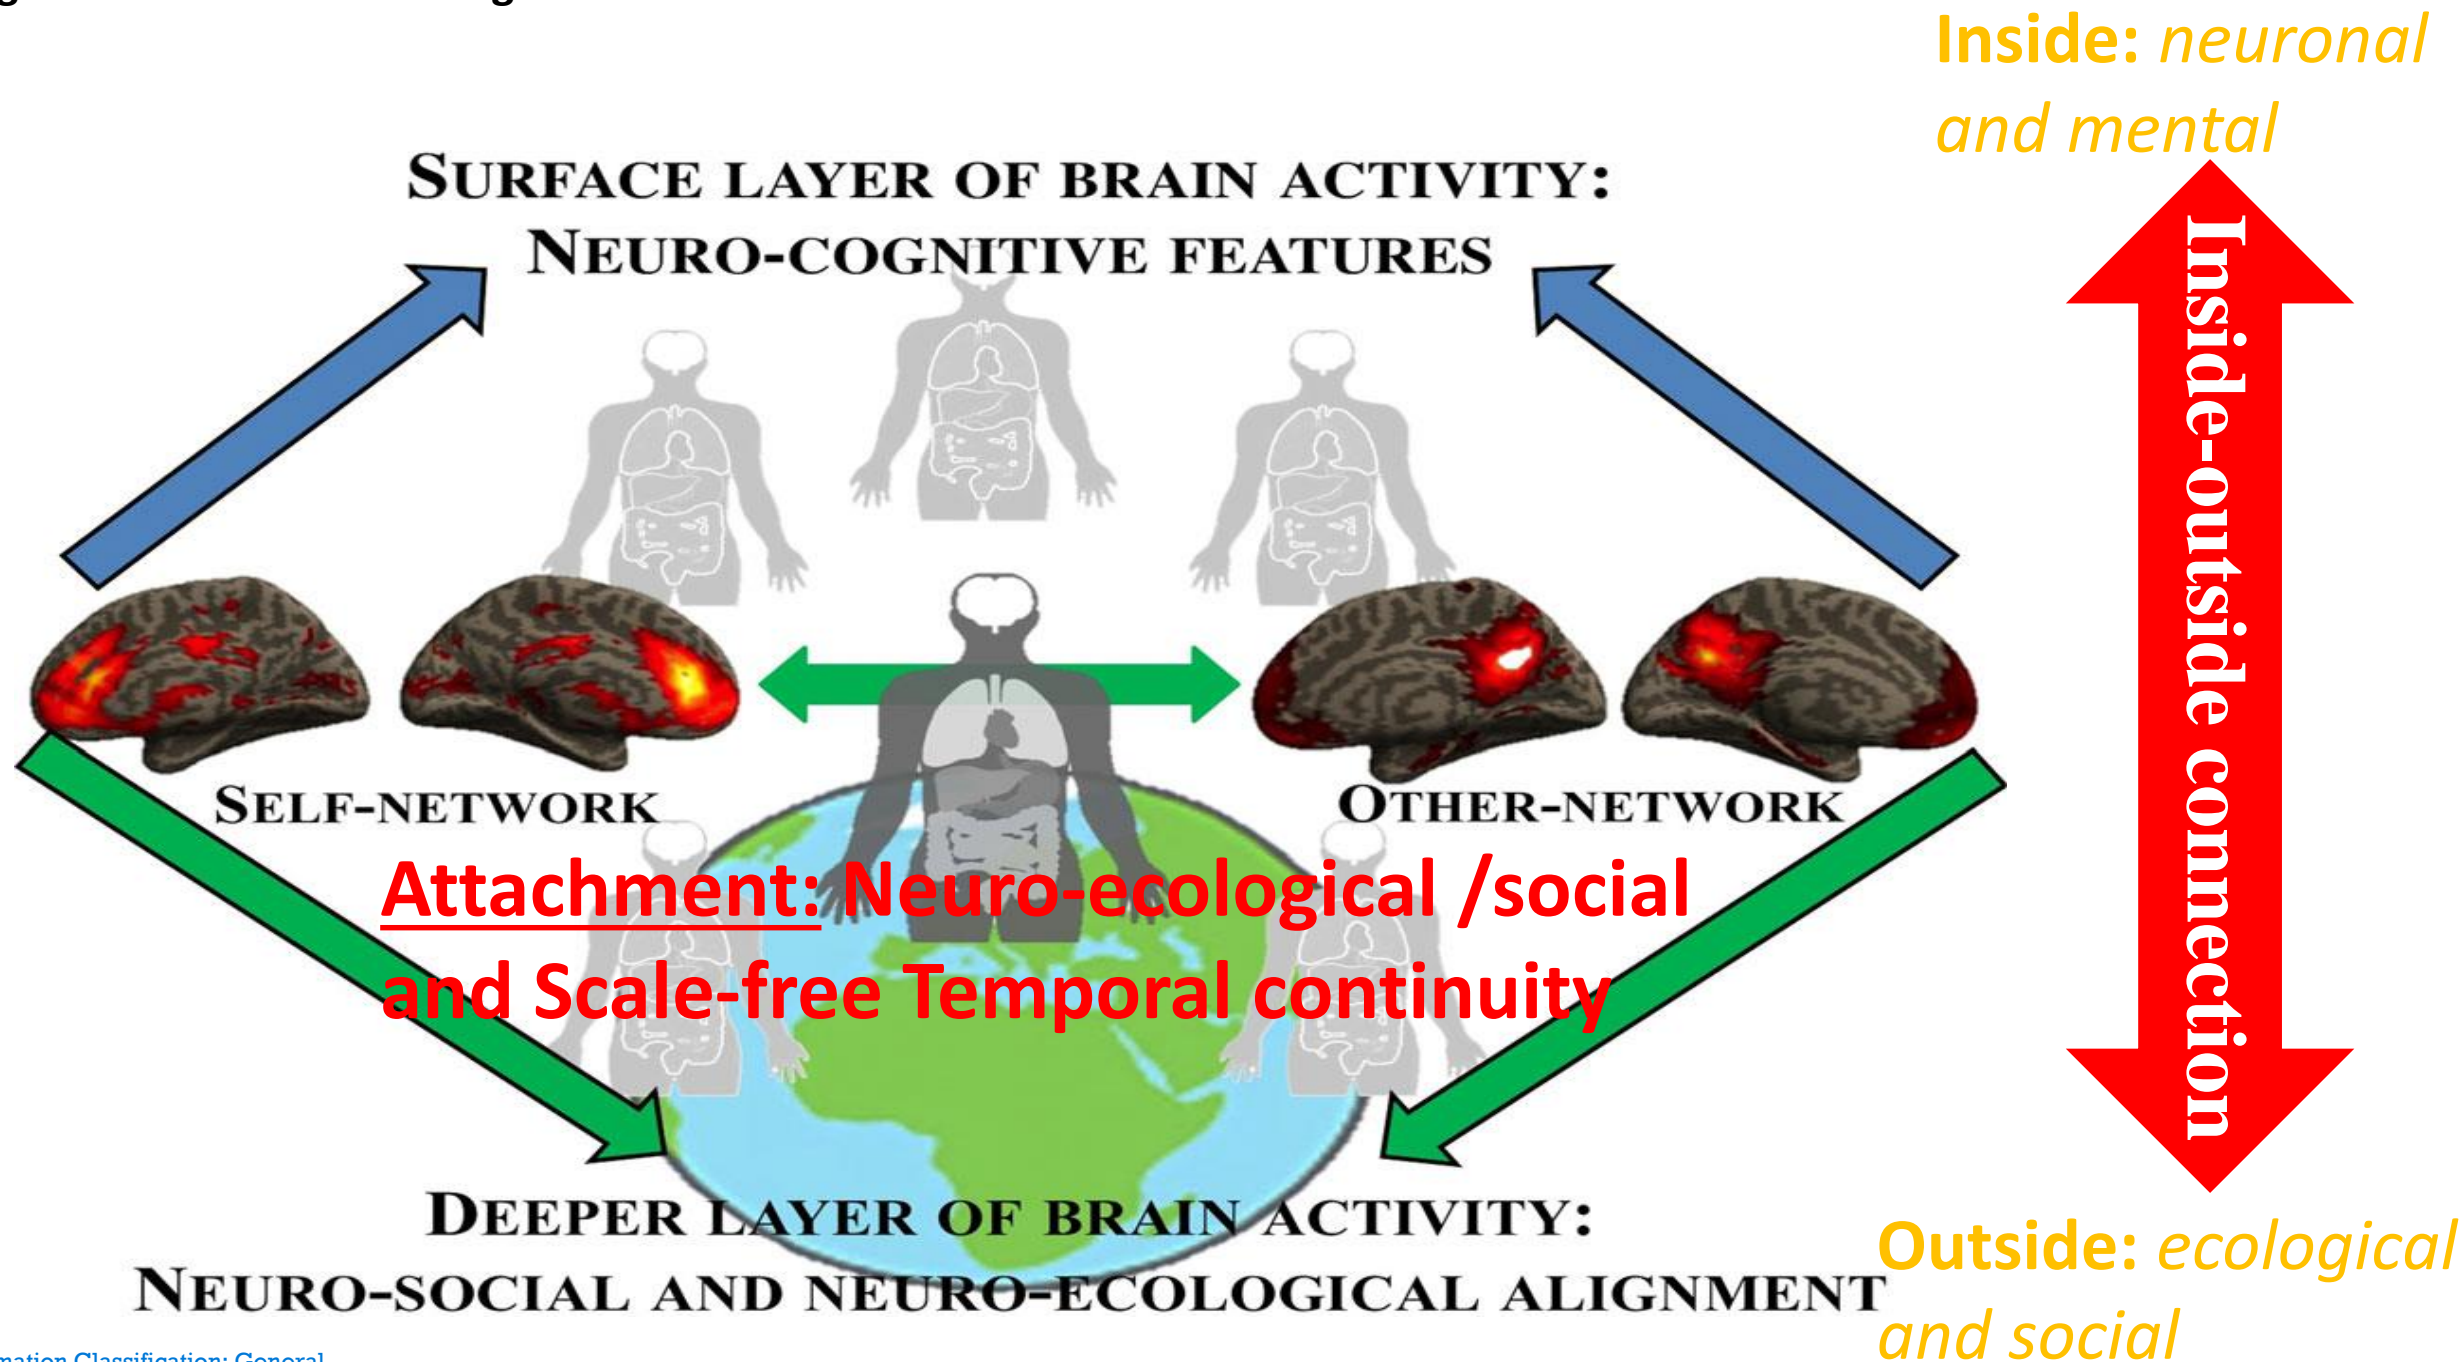 Inside: neuronal
and mental
SURFACE LAYER OF BRAIN ACTIVITY:
NEURO-COGNITIVE FEATURES
Inside-outside connection
SELF-NETWORK
OTHER-NETWORK
Attachment: Neuro-ecological /social
and Scale-free Temporal continuity
DEEPER LAYER OF BRAIN ACTIVITY:
NEURO-SOCIAL AND NEURO-ECOLOGICAL ALIGNMENT
Outside: ecological
and social
Classification: General